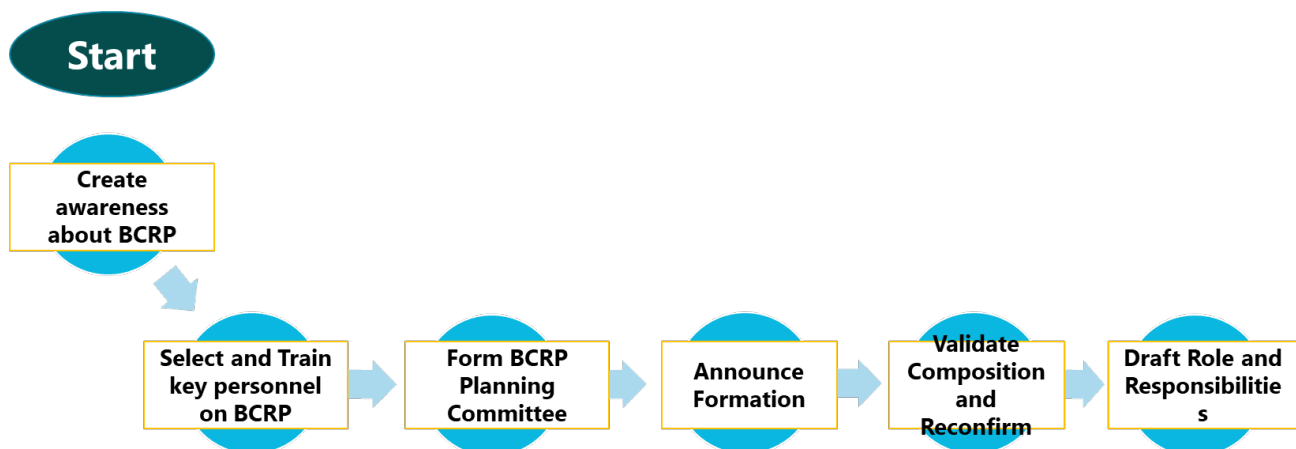 Start
Create
awareness
about BCRP
Select and Train
key personnel
on BCRP
Form BCRP
Planning
Committee
Announce
Formation
Validate
Composition
and
Reconfirm
Draft Role and
Responsibilitie
s